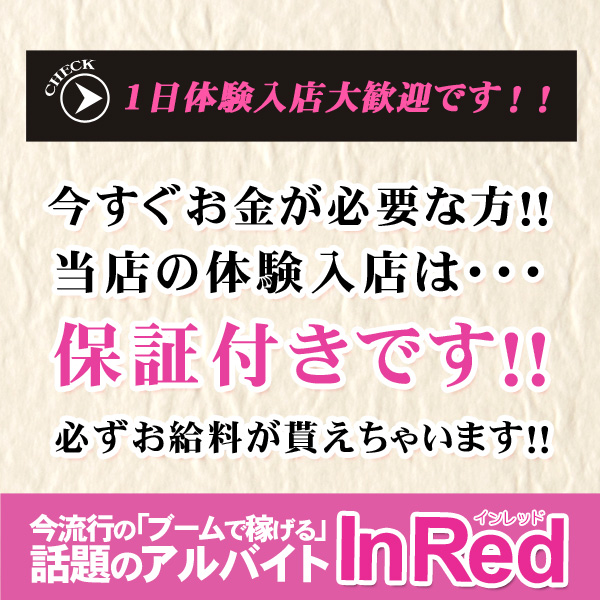 CHECK
1日体験入店大歓迎です！！
今すぐお金が必要な方!!
当店の体験入店は・・・
保証付きです!!
必ずお給料が貰えちゃいます!!
今流行の「ブームで稼げる」
話題のアルバイト
インレッド
InRed